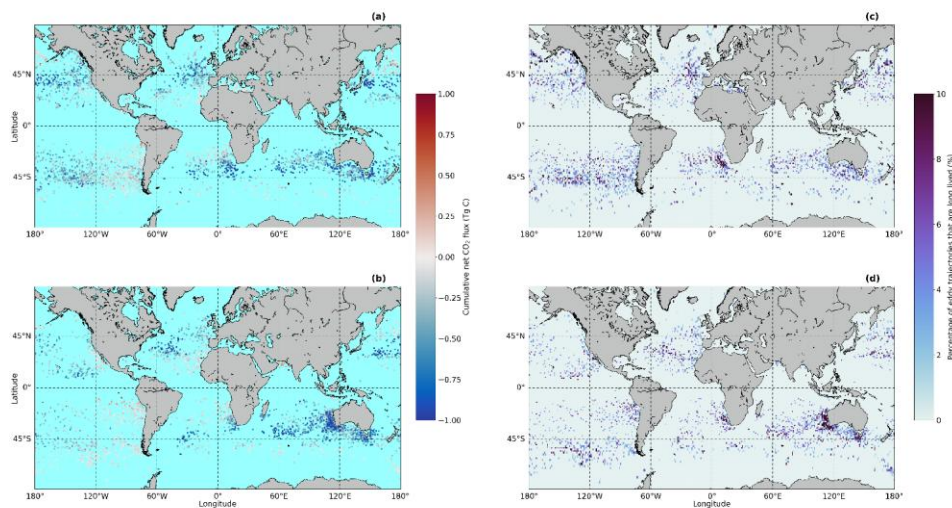 (a)
(c)
45°N
0°
45°S
Latitude
180°
120°W
60°W
0°
60°E
120°E
180°
45°N
0°
45°S
180°
120°W
60°W
0°
60°E
120°E
180°
1.00
0.75
0.50
0.25
0.00
−0.25
−0.50
−0.75
−1.00
Cumulative net CO₂ flux (Tg C)
10
8
6
4
2
0
Percentage of eddy trajectories that are long lived (%)
(b)
(d)
45°N
0°
45°S
Latitude
180°
120°W
60°W
0°
60°E
120°E
180°
Longitude
45°N
0°
45°S
180°
120°W
60°W
0°
60°E
120°E
180°
Longitude